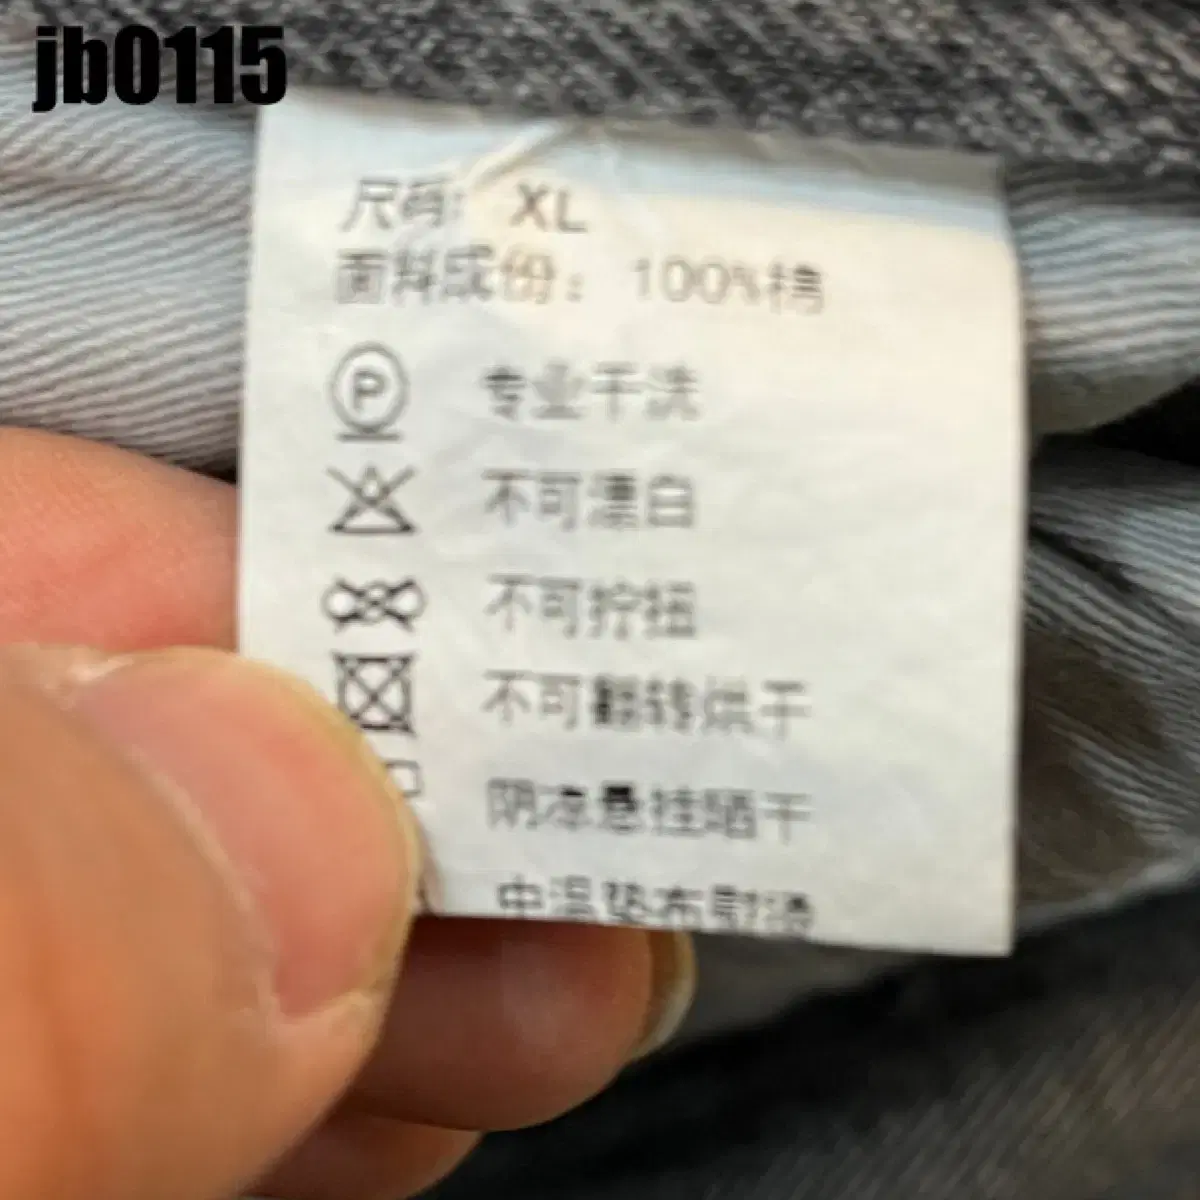 jb0115
尺码: XL
面料成份: 100%棉
P 专业干洗
不可漂白
不可拧扭
不可翻转烘干
阴凉悬挂晒干
中温垫布熨烫